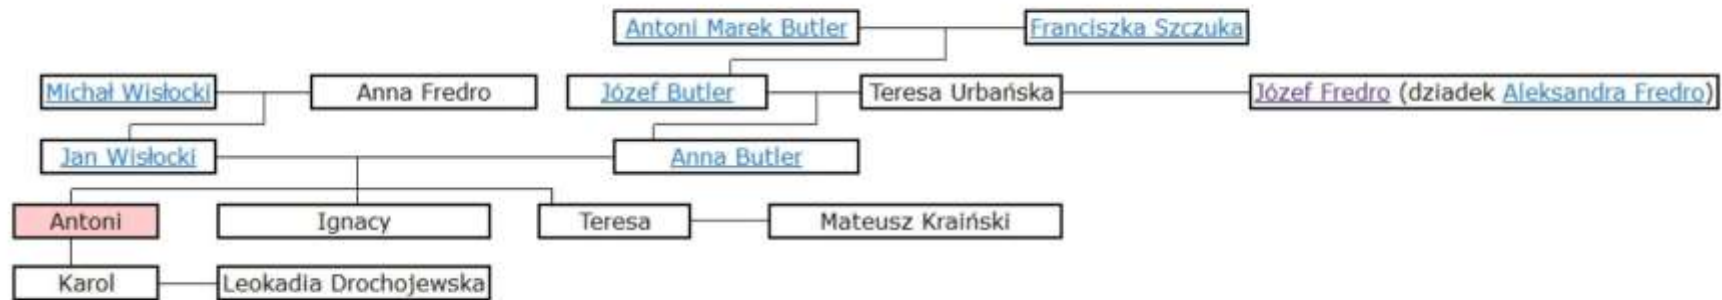 Antoni Marek Butler Franciszka Szczuka
Michał Wisłocki Anna Fredro Józef Butler Teresa Urbańska Józef Fredro (dziadek Aleksandra Fredro)
Jan Wisłocki Anna Butler
Antoni Ignacy Teresa Mateusz Kraiński
Karol Leokadia Drochojewska